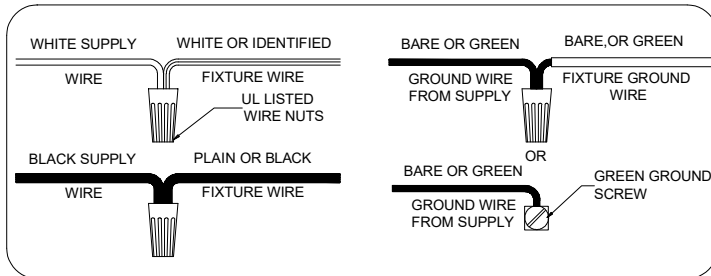 WHITE SUPPLY
WIRE
WHITE OR IDENTIFIED
FIXTURE WIRE
UL LISTED
WIRE NUTS
BLACK SUPPLY
WIRE
PLAIN OR BLACK
FIXTURE WIRE
BARE OR GREEN
GROUND WIRE
FROM SUPPLY
BARE,OR GREEN
FIXTURE GROUND
WIRE
OR
BARE OR GREEN
GROUND WIRE
FROM SUPPLY
GREEN GROUND
SCREW